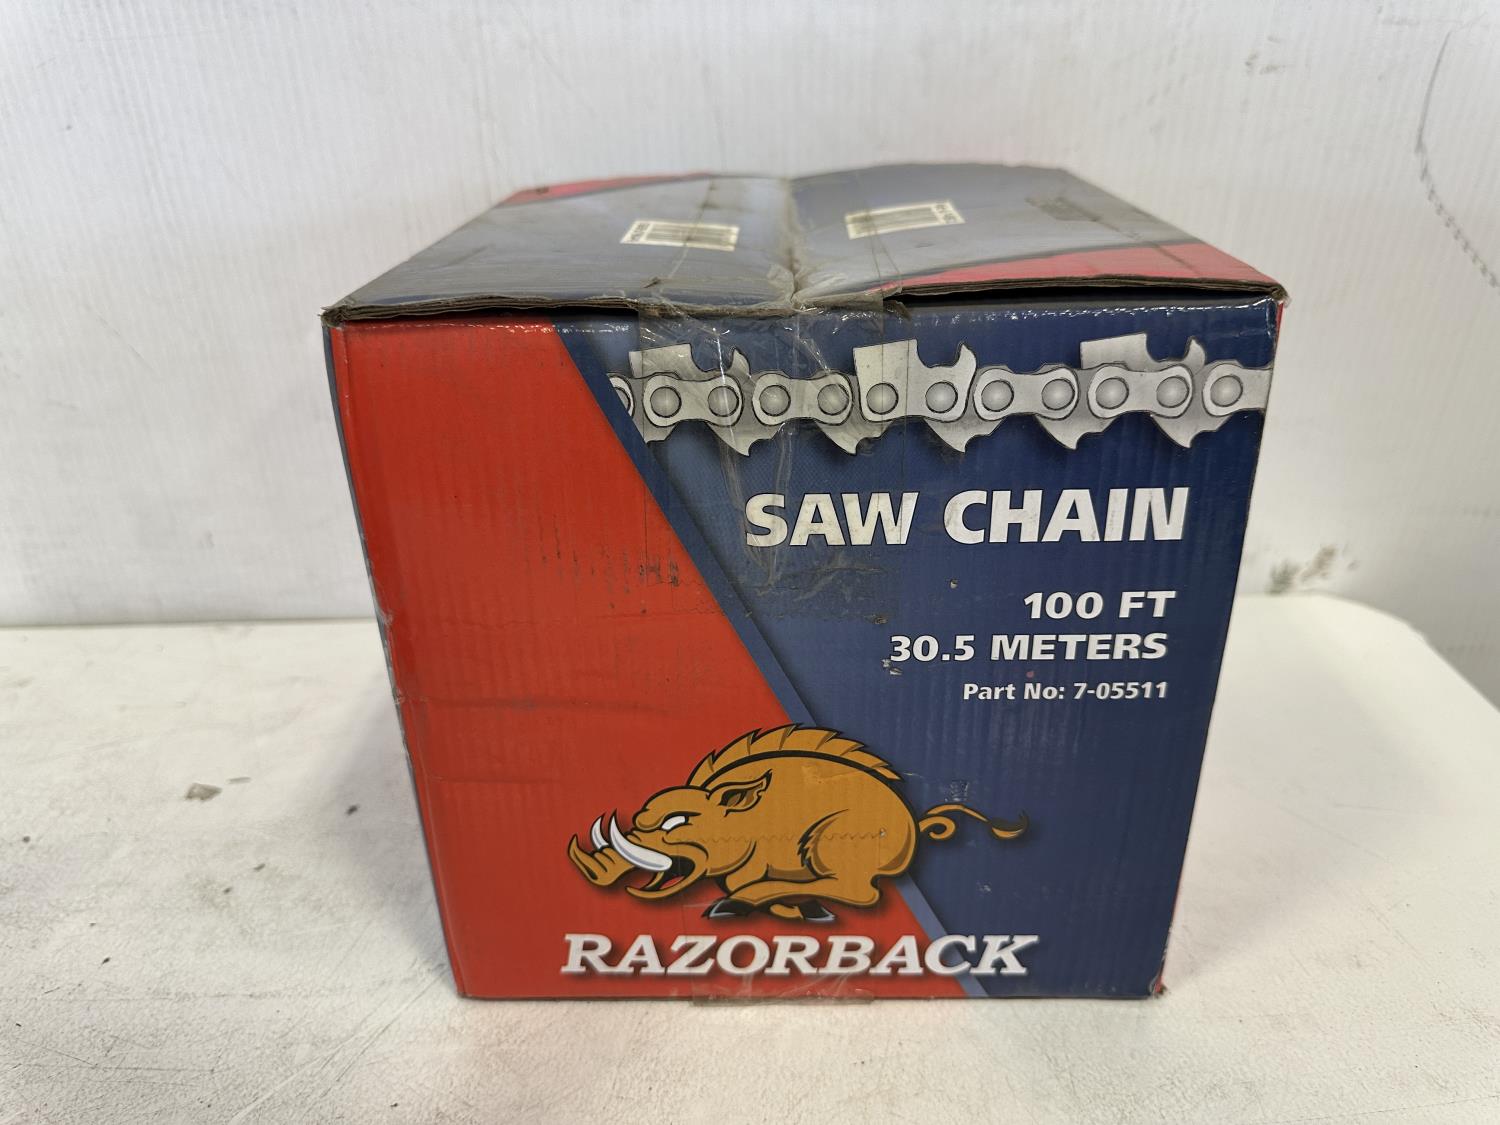 SAW CHAIN
100 FT
30.5 METERS
Part No: 7-05511
RAZORBACK